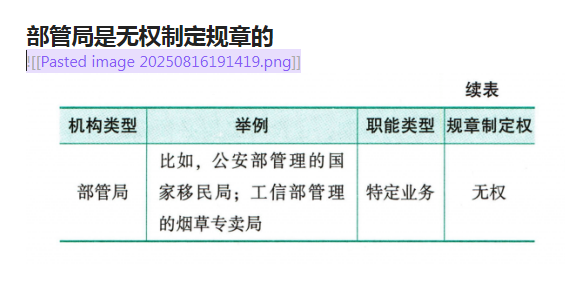 部管局是无权制定规章的
![[Pasted image 20250816191419.png]]
续表
机构类型 举例 职能类型 规章制定权
比如，公安部管理的国
部管局 家移民局；工信部管理 特定业务 无权
的烟草专卖局